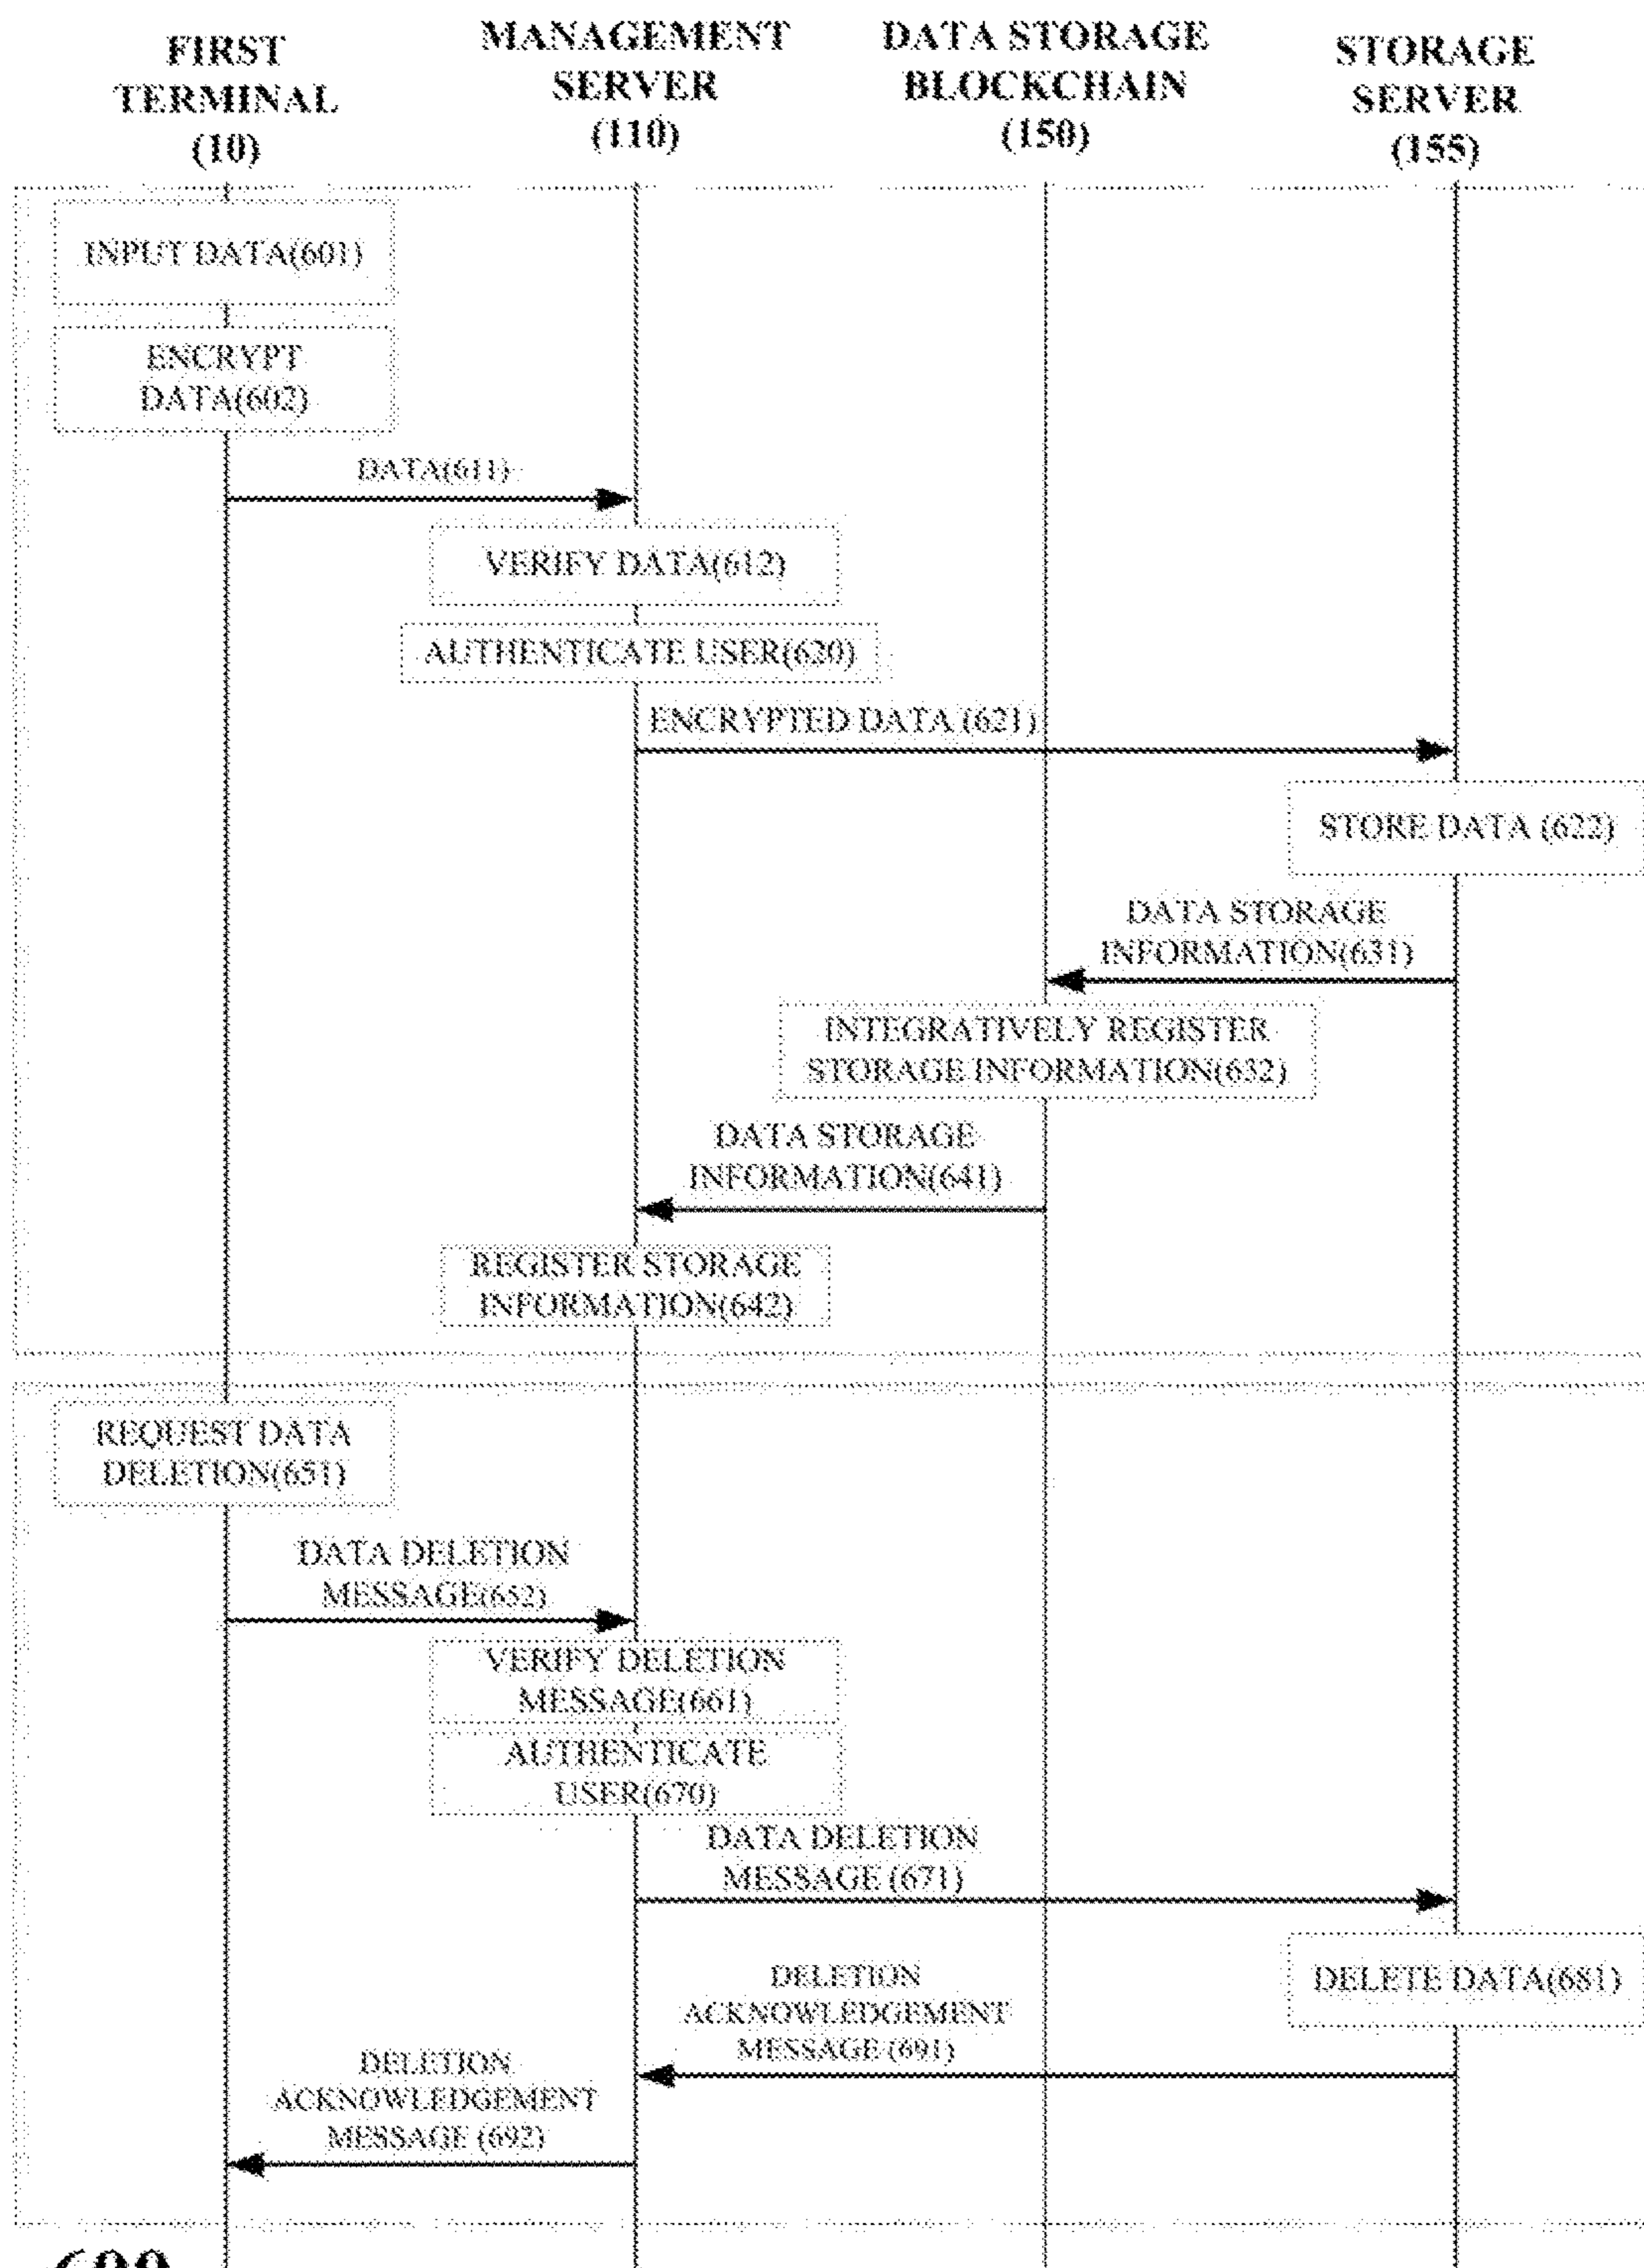 FIRST
TERMINAL
(10)
MANAGEMENT
SERVER
(110)
DATA STORAGE
BLOCKCHAIN
(150)
STORAGE
SERVER
(155)
INPUT DATA(601)
ENCRYPT
DATA(602)
DATA(611)
VERIFY DATA(612)
AUTHENTICATE USER(620)
ENCRYPTED DATA (621)
STORE DATA (622)
DATA STORAGE
INFORMATION(631)
INTEGRATIVELY REGISTER
STORAGE INFORMATION(632)
DATA STORAGE
INFORMATION(641)
REGISTER STORAGE
INFORMATION(642)
REQUEST DATA
DELETION(651)
DATA DELETION
MESSAGE(652)
VERIFY DELETION
MESSAGE(661)
AUTHENTICATE
USER(670)
DATA DELETION
MESSAGE (671)
DELETE DATA(681)
DELETION
ACKNOWLEDGEMENT
MESSAGE (691)
DELETION
ACKNOWLEDGEMENT
MESSAGE (692)